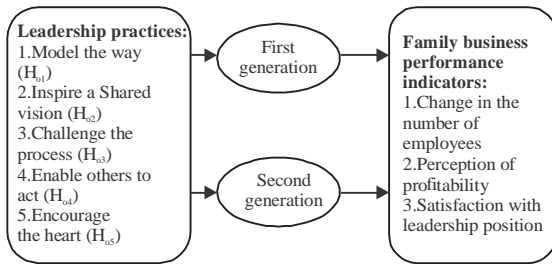 Leadership practices:
1.Model the way
(Ho1)
2.Inspire a Shared
vision (Ho2)
3.Challenge the
process (Ho3)
4.Enable others to
act (Ho4)
5.Encourage
the heart (Ho5)
First
generation
Second
generation
Family business
performance
indicators:
1.Change in the
number of
employees
2.Perception of
profitability
3.Satisfaction with
leadership position